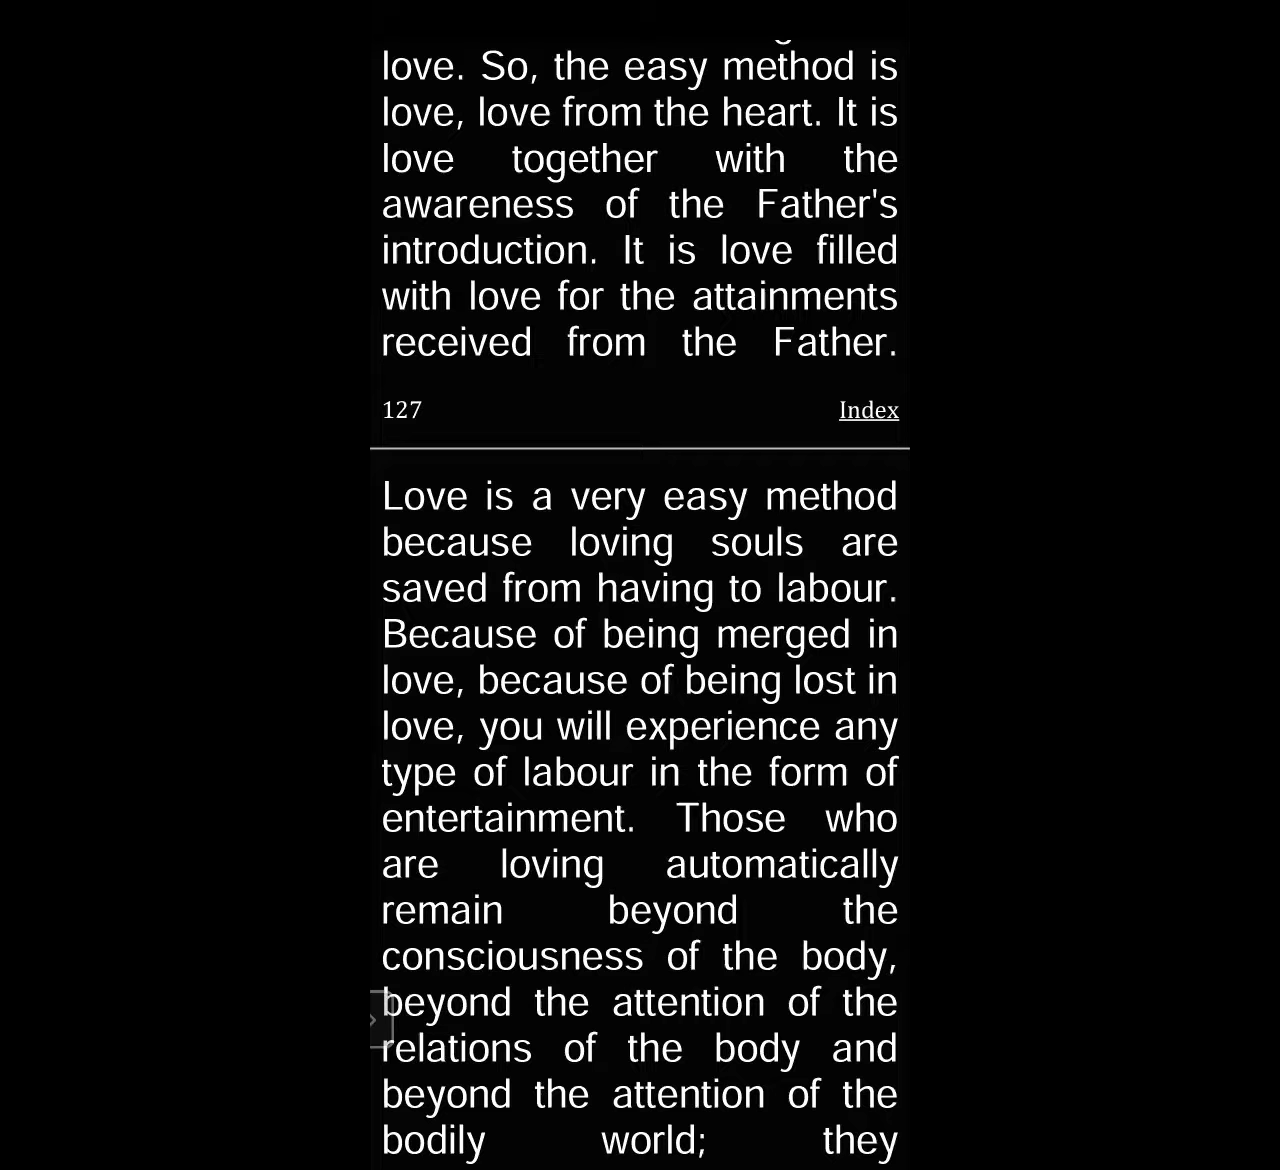 love. So, the easy method is
love, love from the heart. It is
love together with the
awareness of the Father's
introduction. It is love filled
with love for the attainments
received from the Father.
127 Index
Love is a very easy method
because loving souls are
saved from having to labour.
Because of being merged in
love, because of being lost in
love, you will experience any
type of labour in the form of
entertainment. Those who
are loving automatically
remain beyond the
consciousness of the body,
beyond the attention of the
relations of the body and
beyond the attention of the
bodily world; they